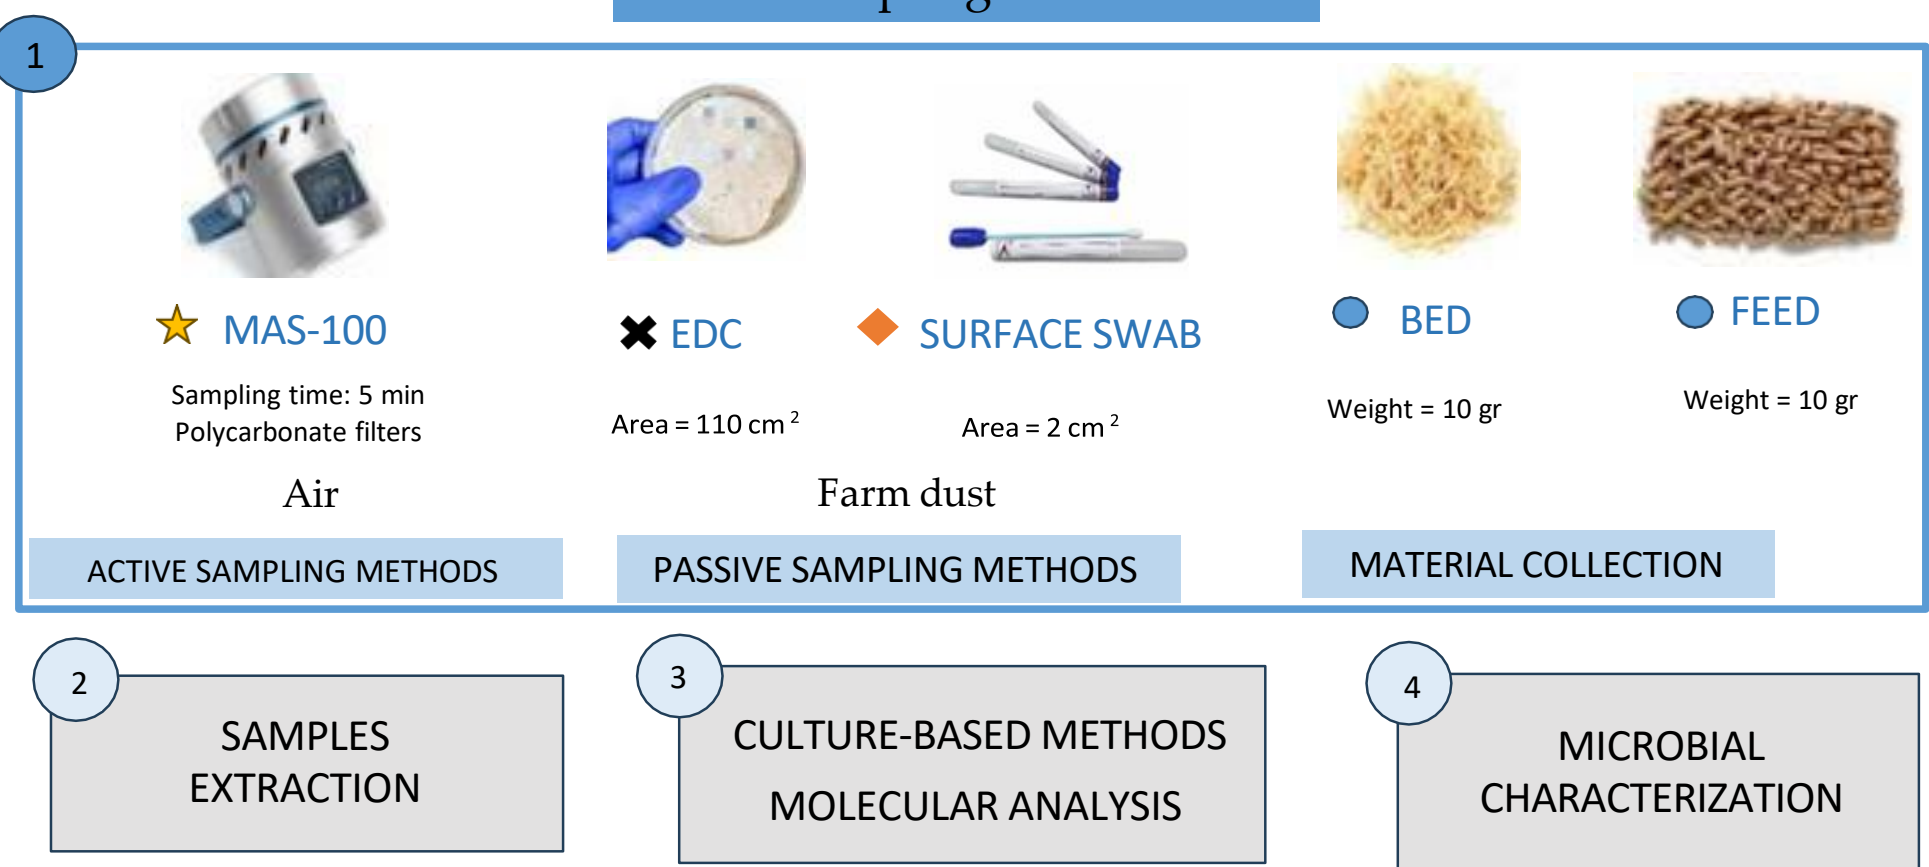 1
MAS-100
Sampling time: 5 min
Polycarbonate filters
Air
ACTIVE SAMPLING METHODS
EDC
Area = 110 cm 2
SURFACE SWAB
Area = 2 cm 2
Farm dust
PASSIVE SAMPLING METHODS
BED
Weight = 10 gr
FEED
Weight = 10 gr
MATERIAL COLLECTION
2
SAMPLES
EXTRACTION
3
CULTURE-BASED METHODS
MOLECULAR ANALYSIS
4
MICROBIAL
CHARACTERIZATION